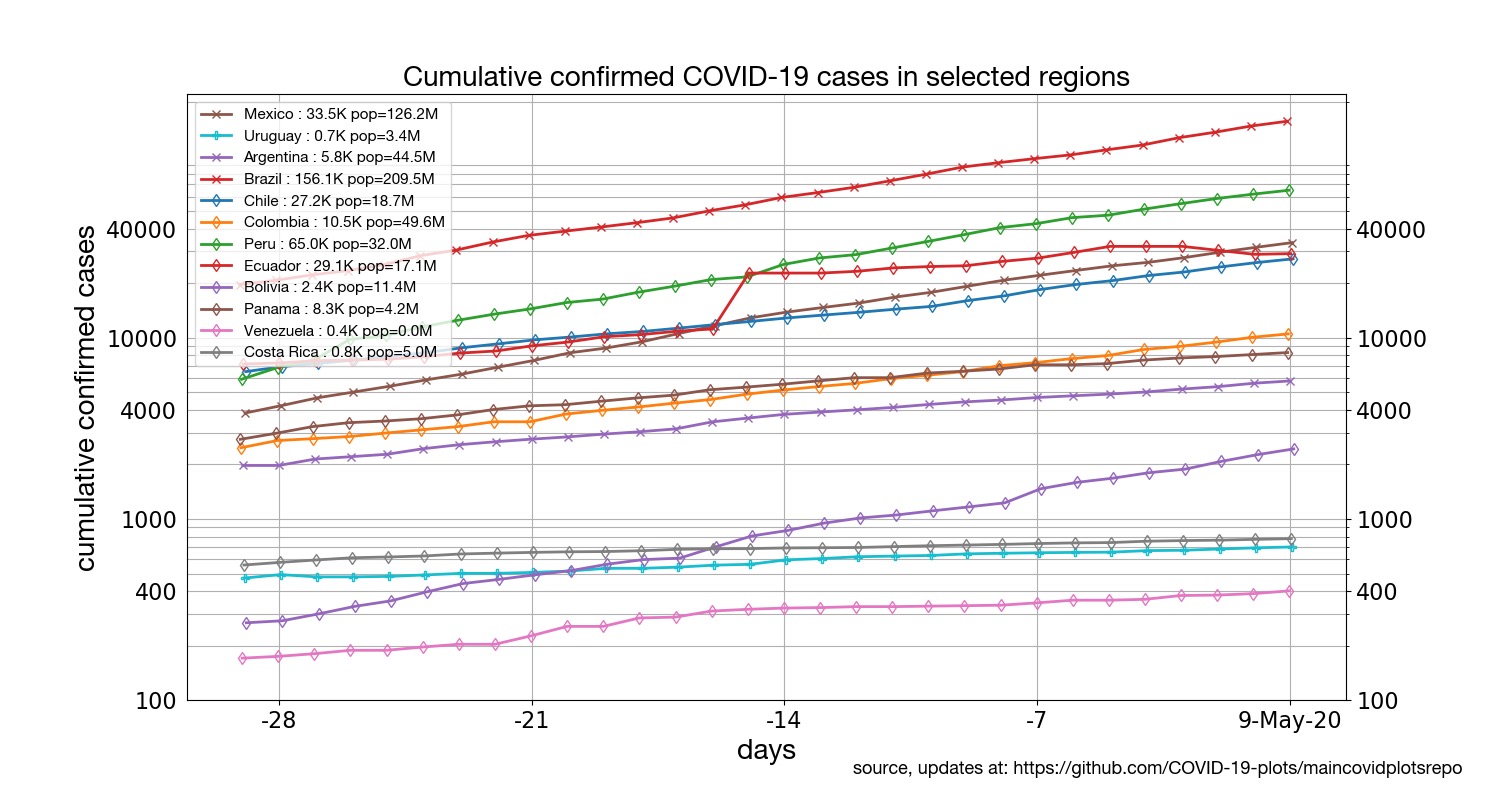 Cumulative confirmed COVID-19 cases in selected regions
Mexico : 33.5K pop=126.2M
Uruguay : 0.7K pop=3.4M
Argentina : 5.8K pop=44.5M
Brazil : 156.1K pop=209.5M
Chile : 27.2K pop=18.7M
Colombia : 10.5K pop=49.6M
Peru : 65.0K pop=32.0M
Ecuador : 29.1K pop=17.1M
Bolivia : 2.4K pop=11.4M
Panama : 8.3K pop=4.2M
Venezuela : 0.4K pop=0.0M
Costa Rica : 0.8K pop=5.0M
cumulative confirmed cases
40000
10000
4000
1000
400
100
40000
10000
4000
1000
400
100
-28 -21 -14 -7 9-May-20
days
source, updates at: https://github.com/COVID-19-plots/maincovidplotsrepo